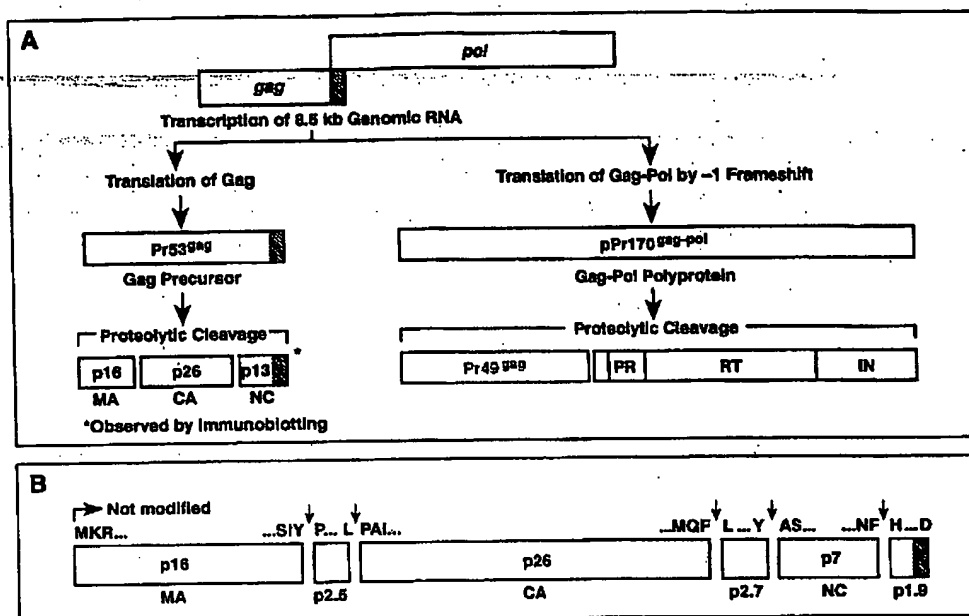 A
pol
gag
Transcription of 8.5 kb Genomic RNA
Translation of Gag
Translation of Gag-Pol by –1 Frameshift
Pr53gag
pPr170gag-pol
Gag Precursor
Gag-Pol Polyprotein
Proteolytic Cleavage
Proteolytic Cleavage
p16 p26 p13 *
Pr49gag PR RT IN
MA CA NC
*Observed by Immunoblotting
B
Not modified
MKR... ...SIY P... L PAI... ...MQF L ...Y AS... ...NF H...D
p16 p26 p7
MA p2.5 CA p2.7 NC p1.9